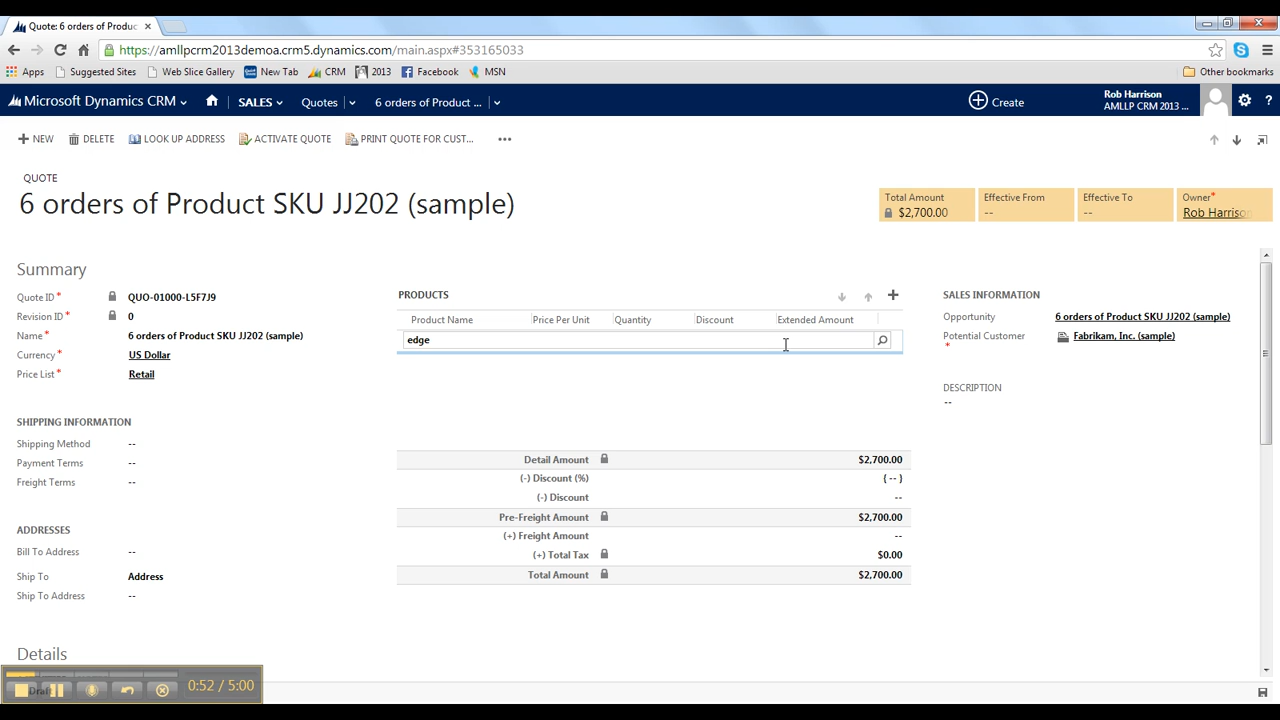 Quote: 6 orders of Produc
https://amllpcrm2013demoa.crm5.dynamics.com/main.aspx#353165033
Apps Suggested Sites Web Slice Gallery New Tab CRM 2013 Facebook MSN Other bookmarks
Microsoft Dynamics CRM SALES Quotes 6 orders of Product ... Create Rob Harrison
AMLLP CRM 2013 ... ?
NEW DELETE LOOK UP ADDRESS ACTIVATE QUOTE PRINT QUOTE FOR CUST... •••
QUOTE
6 orders of Product SKU JJ202 (sample)
Total Amount Effective From Effective To Owner*
$2,700.00 -- -- Rob Harriso
Summary
Quote ID* QUO-01000-L5F7J9
Revision ID* 0
Name* 6 orders of Product SKU JJ202 (sample)
Currency* US Dollar
Price List* Retail
SHIPPING INFORMATION
Shipping Method --
Payment Terms --
Freight Terms --
ADDRESSES
Bill To Address --
Ship To Address
Ship To Address --
Details
PRODUCTS
Product Name Price Per Unit Quantity Discount Extended Amount
edge
Detail Amount $2,700.00
(-) Discount (%) ( -- )
(-) Discount --
Pre-Freight Amount $2,700.00
(+) Freight Amount --
(+) Total Tax $0.00
Total Amount $2,700.00
SALES INFORMATION
Opportunity 6 orders of Product SKU JJ202 (sample)
Potential Customer* Fabrikam, Inc. (sample)
DESCRIPTION
--
Draft
0:52 / 5:00